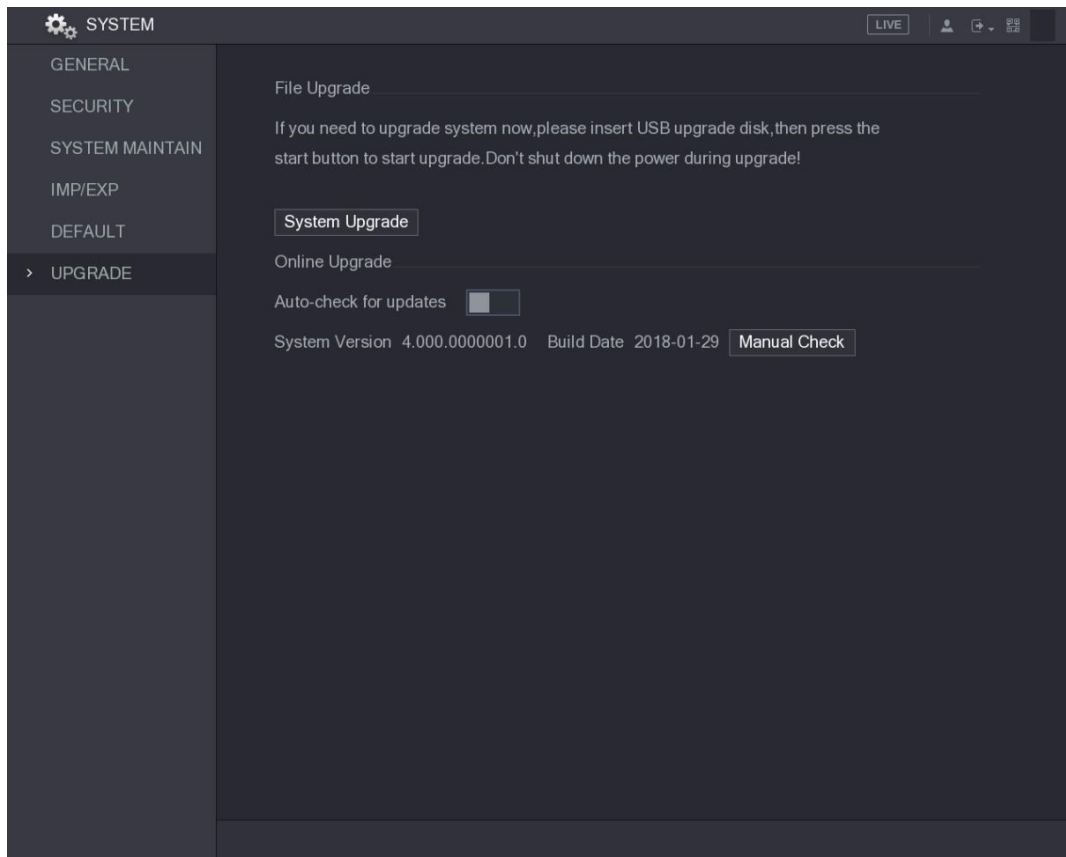 SYSTEM
LIVE
GENERAL
SECURITY
SYSTEM MAINTAIN
IMP/EXP
DEFAULT
UPGRADE
File Upgrade
If you need to upgrade system now,please insert USB upgrade disk,then press the
start button to start upgrade.Don't shut down the power during upgrade!
System Upgrade
Online Upgrade
Auto-check for updates
System Version 4.000.0000001.0 Build Date 2018-01-29 Manual Check